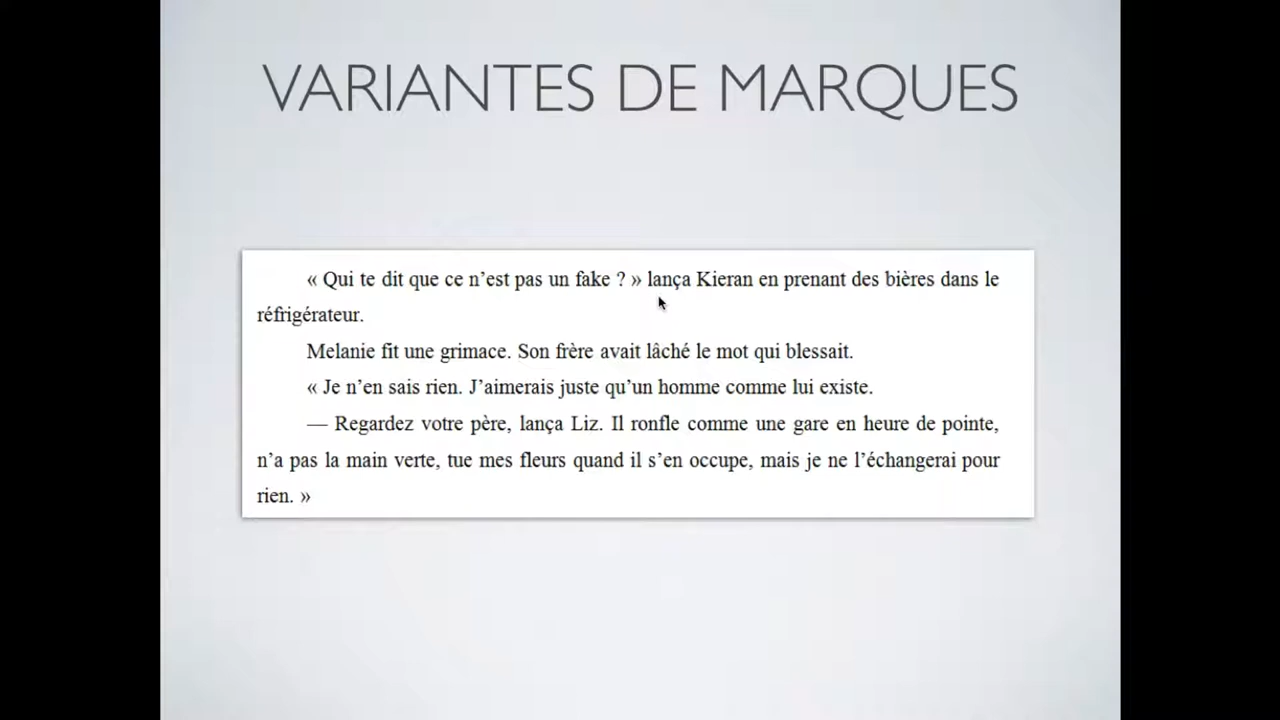 VARIANTES DE MARQUES
« Qui te dit que ce n’est pas un fake ? » lança Kieran en prenant des bières dans le
réfrigérateur.
Melanie fit une grimace. Son frère avait lâché le mot qui blessait.
« Je n’en sais rien. J’aimerais juste qu’un homme comme lui existe.
— Regardez votre père, lança Liz. Il ronfle comme une gare en heure de pointe,
n’a pas la main verte, tue mes fleurs quand il s’en occupe, mais je ne l’échangerai pour
rien. »